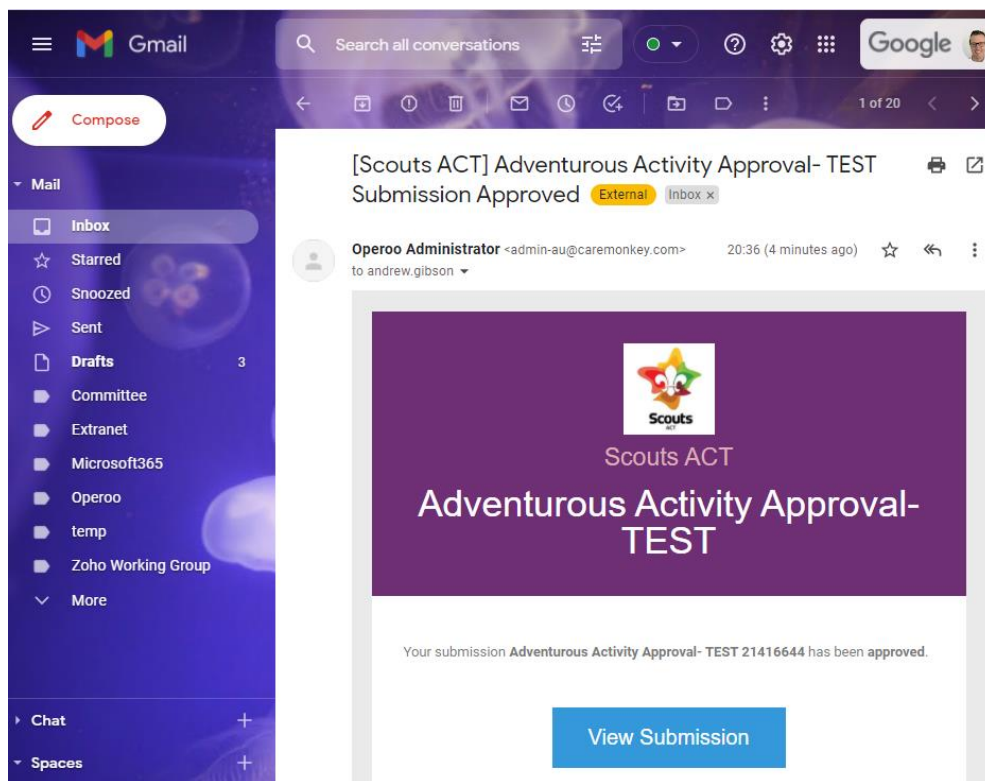 Gmail
Search all conversations
Google
Compose
1 of 20
Mail
Inbox
Starred
Snoozed
Sent
Drafts 3
Committee
Extranet
Microsoft365
Operoo
temp
Zoho Working Group
More
Chat
Spaces
[Scouts ACT] Adventurous Activity Approval- TEST
Submission Approved External Inbox ×
Operoo Administrator <admin-au@caremonkey.com> 20:36 (4 minutes ago)
to andrew.gibson
Scouts
ACT
Scouts ACT
Adventurous Activity Approval-
TEST
Your submission Adventurous Activity Approval- TEST 21416644 has been approved.
View Submission